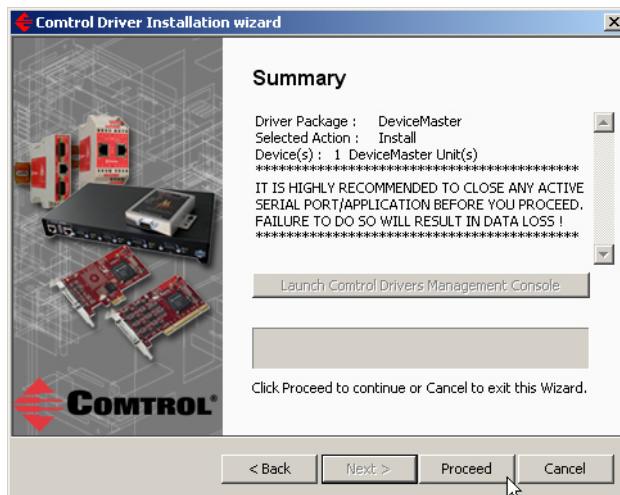 Comtrol Driver Installation wizard
Summary
Driver Package : DeviceMaster
Selected Action : Install
Device(s) : 1 DeviceMaster Unit(s)
******************************************
IT IS HIGHLY RECOMMENDED TO CLOSE ANY ACTIVE
SERIAL PORT/APPLICATION BEFORE YOU PROCEED.
FAILURE TO DO SO WILL RESULT IN DATA LOSS !
******************************************
Launch Comtrol Drivers Management Console
Click Proceed to continue or Cancel to exit this Wizard.
COMTROL®
< Back
Next >
Proceed
Cancel